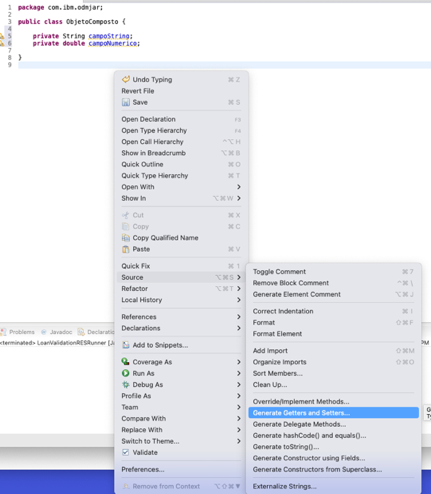 1 package com.ibm.odmjar;
2
3 public class ObjetoComposto {
4
5 private String campoString;
6 private double campoNumerico;
7
8 }
9
Undo Typing ⌘Z
Revert File
Save ⌘S
Open Declaration F3
Open Type Hierarchy F4
Open Call Hierarchy ^⌥H
Show in Breadcrumb ⌥⌘B
Quick Outline ⌘O
Quick Type Hierarchy ⌘T
Open With >
Show In ⌥⌘W >
Cut ⌘X
Copy ⌘C
Copy Qualified Name
Paste ⌘V
Quick Fix ⌘1
Source ⌥⌘S >
Refactor ⌥⌘T >
Local History >
References >
Declarations >
Add to Snippets...
Coverage As >
Run As >
Debug As >
Profile As >
Team >
Compare With >
Replace With >
Switch to Theme... >
Validate
Preferences...
Remove from Context
Toggle Comment ⌘7
Remove Block Comment ^⌘\
Generate Element Comment ⌥⌘J
Correct Indentation ⌘I
Format ⇧⌘F
Format Element
Add Import ⇧⌘M
Organize Imports ⇧⌘O
Sort Members...
Clean Up...
Override/Implement Methods...
Generate Getters and Setters...
Generate Delegate Methods...
Generate hashCode() and equals()...
Generate toString()...
Generate Constructor using Fields...
Generate Constructors from Superclass...
Externalize Strings...
Problems Javadoc Declaratio
<terminated> LoanValidationRESRunner [J
PM